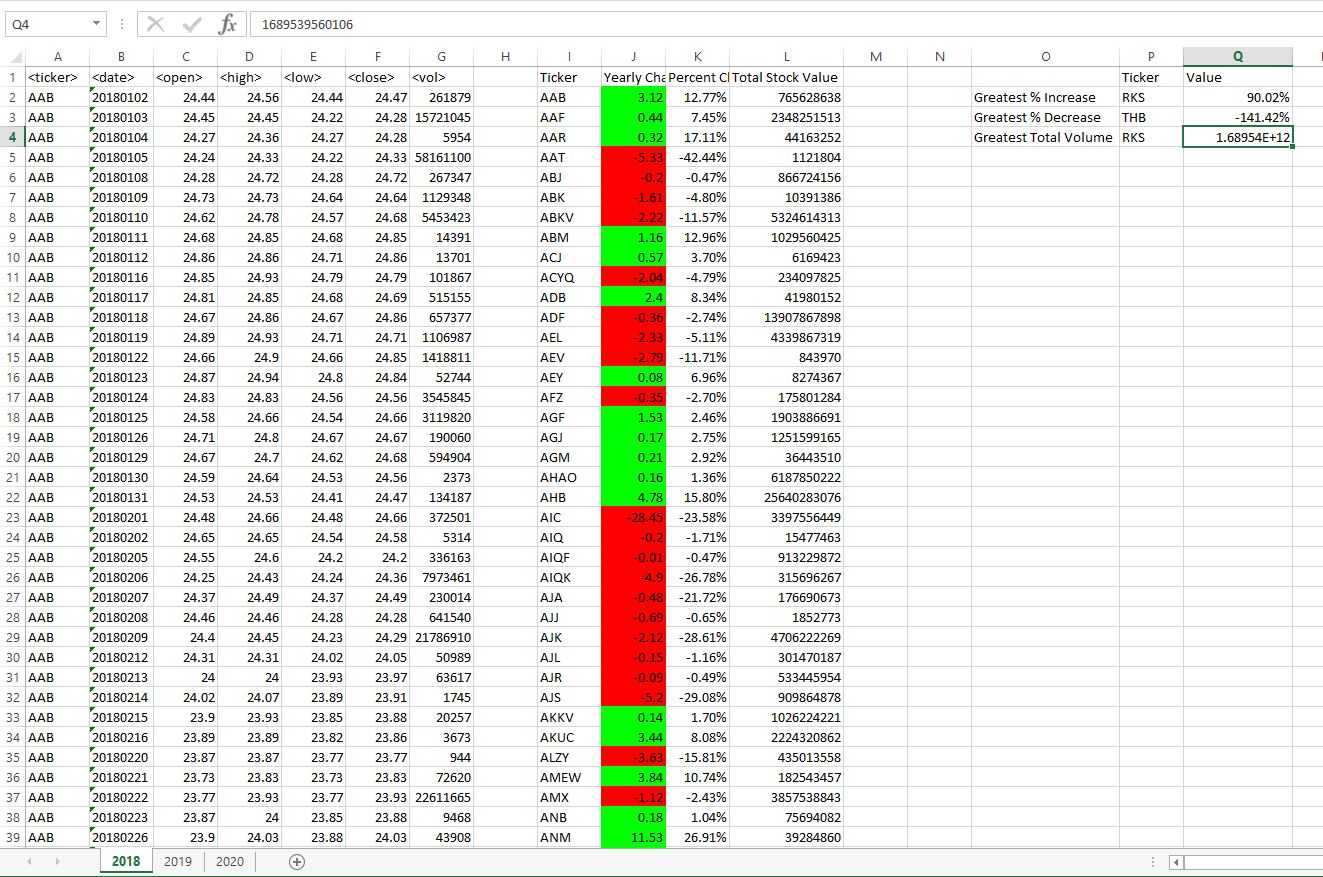 Q4 fx 1689539560106
A B C D E F G H I J K L M N O P Q
1 <ticker> <date> <open> <high> <low> <close> <vol> Ticker Yearly Cha Percent Cl Total Stock Value Ticker Value
2 AAB 20180102 24.44 24.56 24.44 24.47 261879 AAB 3.12 12.77% 765628638 Greatest % Increase RKS 90.02%
3 AAB 20180103 24.45 24.45 24.22 24.28 15721045 AAF 0.44 7.45% 2348251513 Greatest % Decrease THB -141.42%
4 AAB 20180104 24.27 24.36 24.27 24.28 5954 AAR 0.32 17.11% 44163252 Greatest Total Volume RKS 1.68954E+12
5 AAB 20180105 24.24 24.33 22.22 24.33 58161100 AAT -5.33 -42.44% 1121804
6 AAB 20180108 24.28 24.72 24.28 24.72 267347 ABJ -0.2 -0.47% 866724156
7 AAB 20180109 24.73 24.73 24.64 24.64 1129348 ABK -1.61 -4.80% 10391386
8 AAB 20180110 24.62 24.78 24.57 24.68 5453423 ABKV -2.22 -11.57% 5324614313
9 AAB 20180111 24.68 24.85 24.68 24.85 14391 ABM 1.16 12.96% 1029560425
10 AAB 20180112 24.86 24.86 24.71 24.86 13701 ACJ 0.57 3.70% 6169423
11 AAB 20180116 24.85 24.93 24.79 24.79 101867 ACYQ -2.04 -4.79% 234097825
12 AAB 20180117 24.81 24.85 24.68 24.69 515155 ADB 2.4 8.34% 41980152
13 AAB 20180118 24.67 24.86 24.67 24.86 657377 ADF -0.36 -2.74% 13907867898
14 AAB 20180119 24.89 24.93 24.71 24.71 1106987 AEL -2.33 -5.11% 4339867319
15 AAB 20180122 24.66 24.9 24.66 24.85 1418811 AEV -2.79 -11.71% 843970
16 AAB 20180123 24.87 24.94 24.8 24.84 52744 AEY 0.08 6.96% 8274367
17 AAB 20180124 24.83 24.83 24.56 24.56 3545845 AFZ -0.35 -2.70% 175801284
18 AAB 20180125 24.58 24.66 24.54 24.66 3119820 AGF 1.53 2.46% 1903886691
19 AAB 20180126 24.71 24.8 24.67 24.67 190060 AGJ 0.17 2.75% 1251599165
20 AAB 20180129 24.67 24.7 24.62 24.68 594904 AGM 0.21 2.92% 36443510
21 AAB 20180130 24.59 24.64 24.53 24.56 2373 AHAO 0.16 1.36% 6187850222
22 AAB 20180131 24.53 24.53 24.41 24.47 134187 AHB 4.78 15.80% 25640283076
23 AAB 20180201 24.48 24.66 24.48 24.66 372501 AIC -28.45 -23.58% 3397556449
24 AAB 20180202 24.65 24.65 24.54 24.58 5314 AIQ -0.2 -1.71% 15477463
25 AAB 20180205 24.55 24.6 24.2 24.2 336163 AIQF -0.01 -0.47% 913229872
26 AAB 20180206 24.25 24.43 24.24 24.36 7973461 AIQK -4.9 -26.78% 315696267
27 AAB 20180207 24.37 24.49 24.37 24.49 230014 AJA -0.48 -21.72% 176690673
28 AAB 20180208 24.46 24.46 24.28 24.28 641540 AJJ -0.69 -0.65% 1852773
29 AAB 20180209 24.4 24.45 24.23 24.29 21786910 AJK -2.12 -28.61% 4706222269
30 AAB 20180212 24.31 24.31 24.02 24.05 50989 AJL -0.15 -1.16% 301470187
31 AAB 20180213 24 24 23.93 23.97 63617 AJR -0.09 -0.49% 533445954
32 AAB 20180214 24.02 24.07 23.89 23.91 1745 AJS -5.2 -29.08% 909864878
33 AAB 20180215 23.9 23.93 23.85 23.88 20257 AKKV 0.14 1.70% 1026224221
34 AAB 20180216 23.89 23.89 23.82 23.86 3673 AKUC 3.44 8.08% 2224320862
35 AAB 20180220 23.87 23.87 23.77 23.77 944 ALZY -3.63 -15.81% 435013558
36 AAB 20180221 23.73 23.83 23.73 23.83 72620 AMEW 3.84 10.74% 182543457
37 AAB 20180222 23.77 23.93 23.77 23.93 22611665 AMX -1.12 -2.43% 3857538843
38 AAB 20180223 23.87 24 23.85 23.88 9468 ANB 0.18 1.04% 75694082
39 AAB 20180226 23.9 24.03 23.88 24.03 43908 ANM 11.53 26.91% 39284860
2018 2019 2020